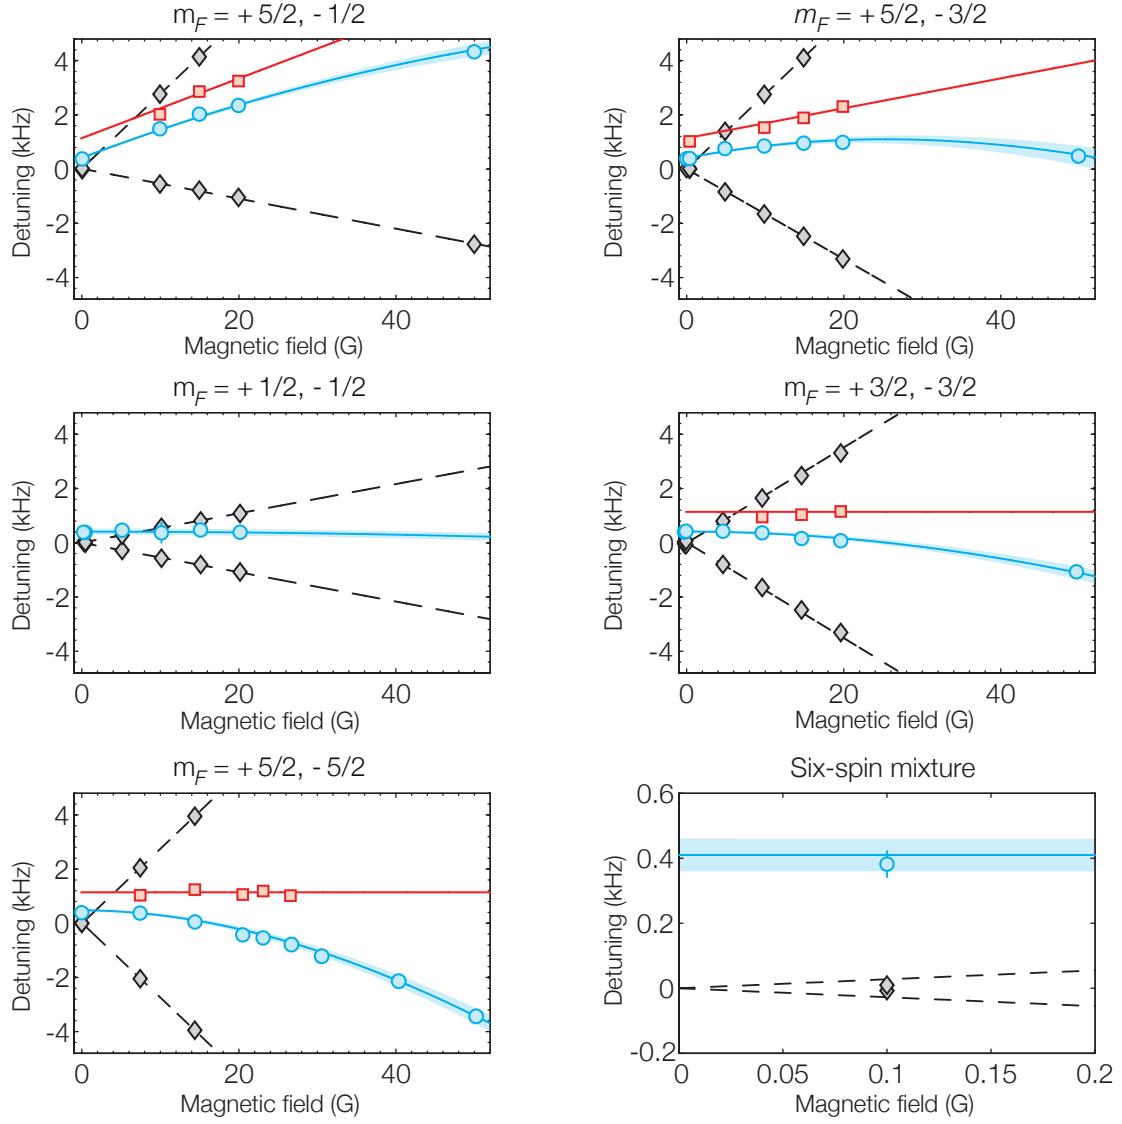 m_F = + 5/2, - 1/2
Detuning (kHz)
4
2
0
-2
-4
0 20 40
Magnetic field (G)
m_F = + 5/2, - 3/2
Detuning (kHz)
4
2
0
-2
-4
0 20 40
Magnetic field (G)
m_F = + 1/2, - 1/2
Detuning (kHz)
4
2
0
-2
-4
0 20 40
Magnetic field (G)
m_F = + 3/2, - 3/2
Detuning (kHz)
4
2
0
-2
-4
0 20 40
Magnetic field (G)
m_F = + 5/2, - 5/2
Detuning (kHz)
4
2
0
-2
-4
0 20 40
Magnetic field (G)
Six-spin mixture
Detuning (kHz)
0.6
0.4
0.2
0
-0.2
0 0.05 0.1 0.15 0.2
Magnetic field (G)